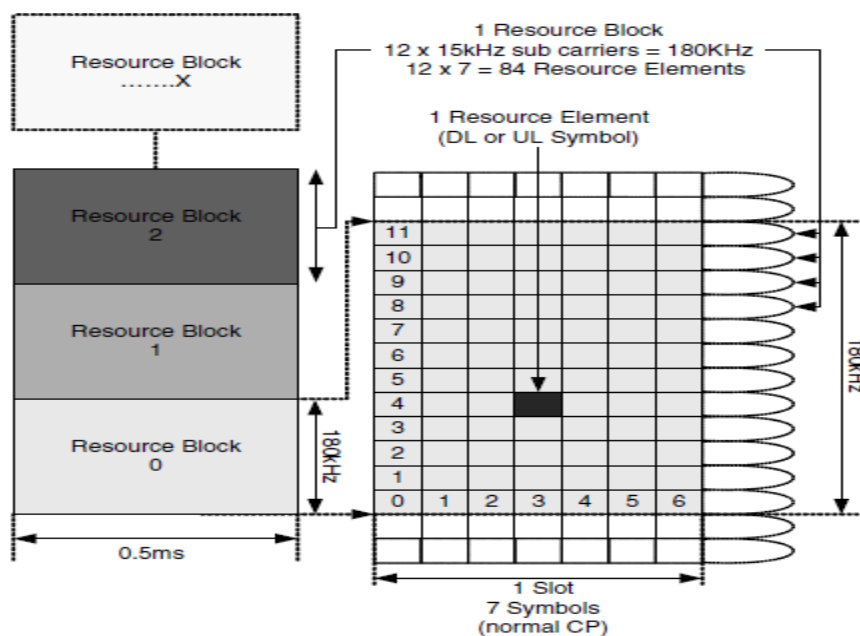 1 Resource Block
12 x 15kHz sub carriers = 180KHz
12 x 7 = 84 Resource Elements
1 Resource Element
(DL or UL Symbol)
Resource Block
.......X
Resource Block
2
Resource Block
1
Resource Block
0
180kHz
0.5ms
11
10
9
8
7
6
5
4
3
2
1
0 1 2 3 4 5 6
180kHz
1 Slot
7 Symbols
(normal CP)